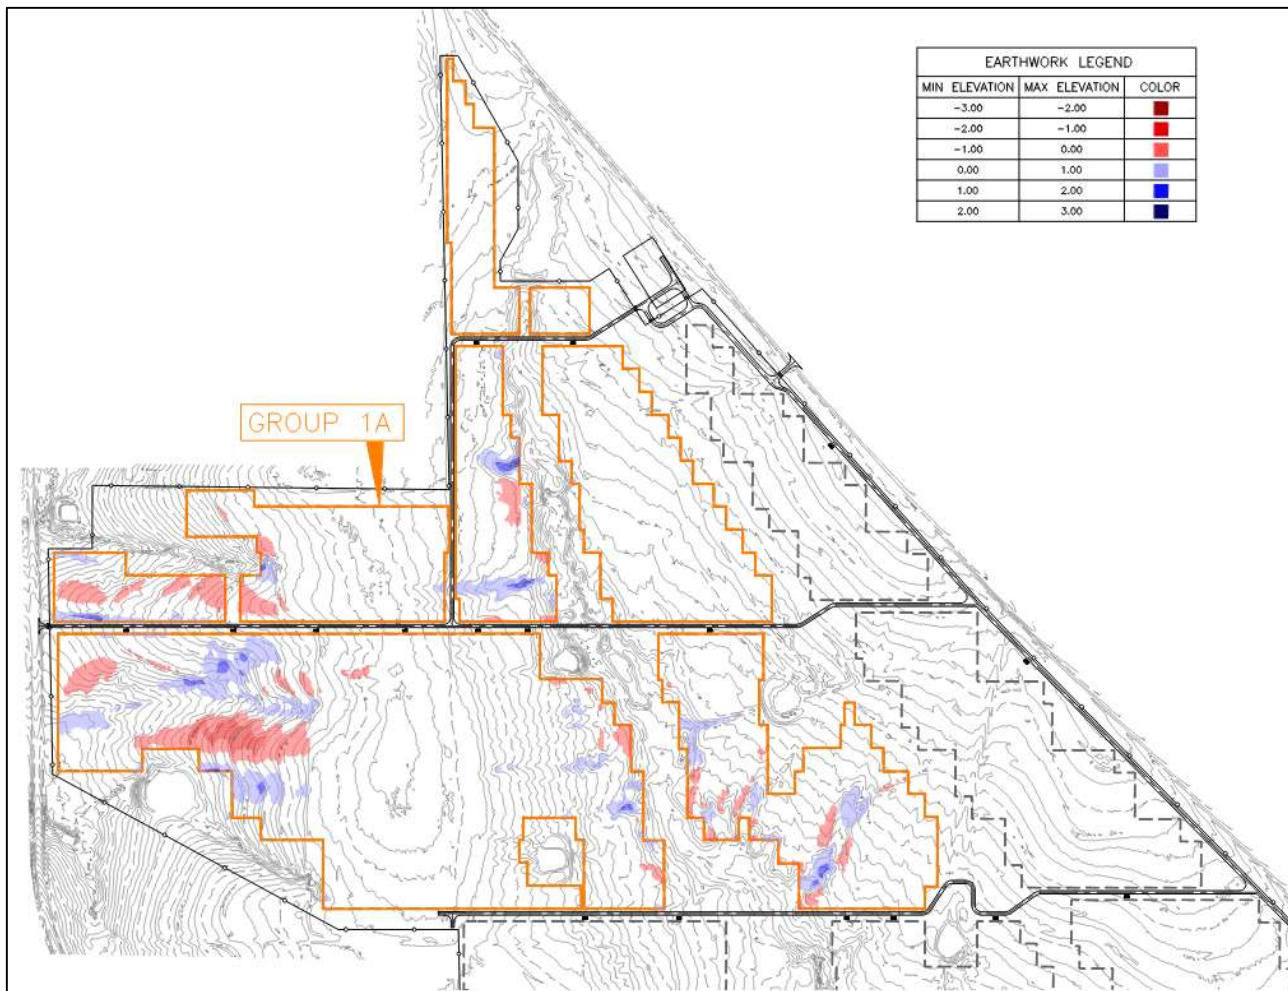 EARTHWORK LEGEND
MIN ELEVATION MAX ELEVATION COLOR
-3.00 -2.00
-2.00 -1.00
-1.00 0.00
0.00 1.00
1.00 2.00
2.00 3.00
GROUP 1A